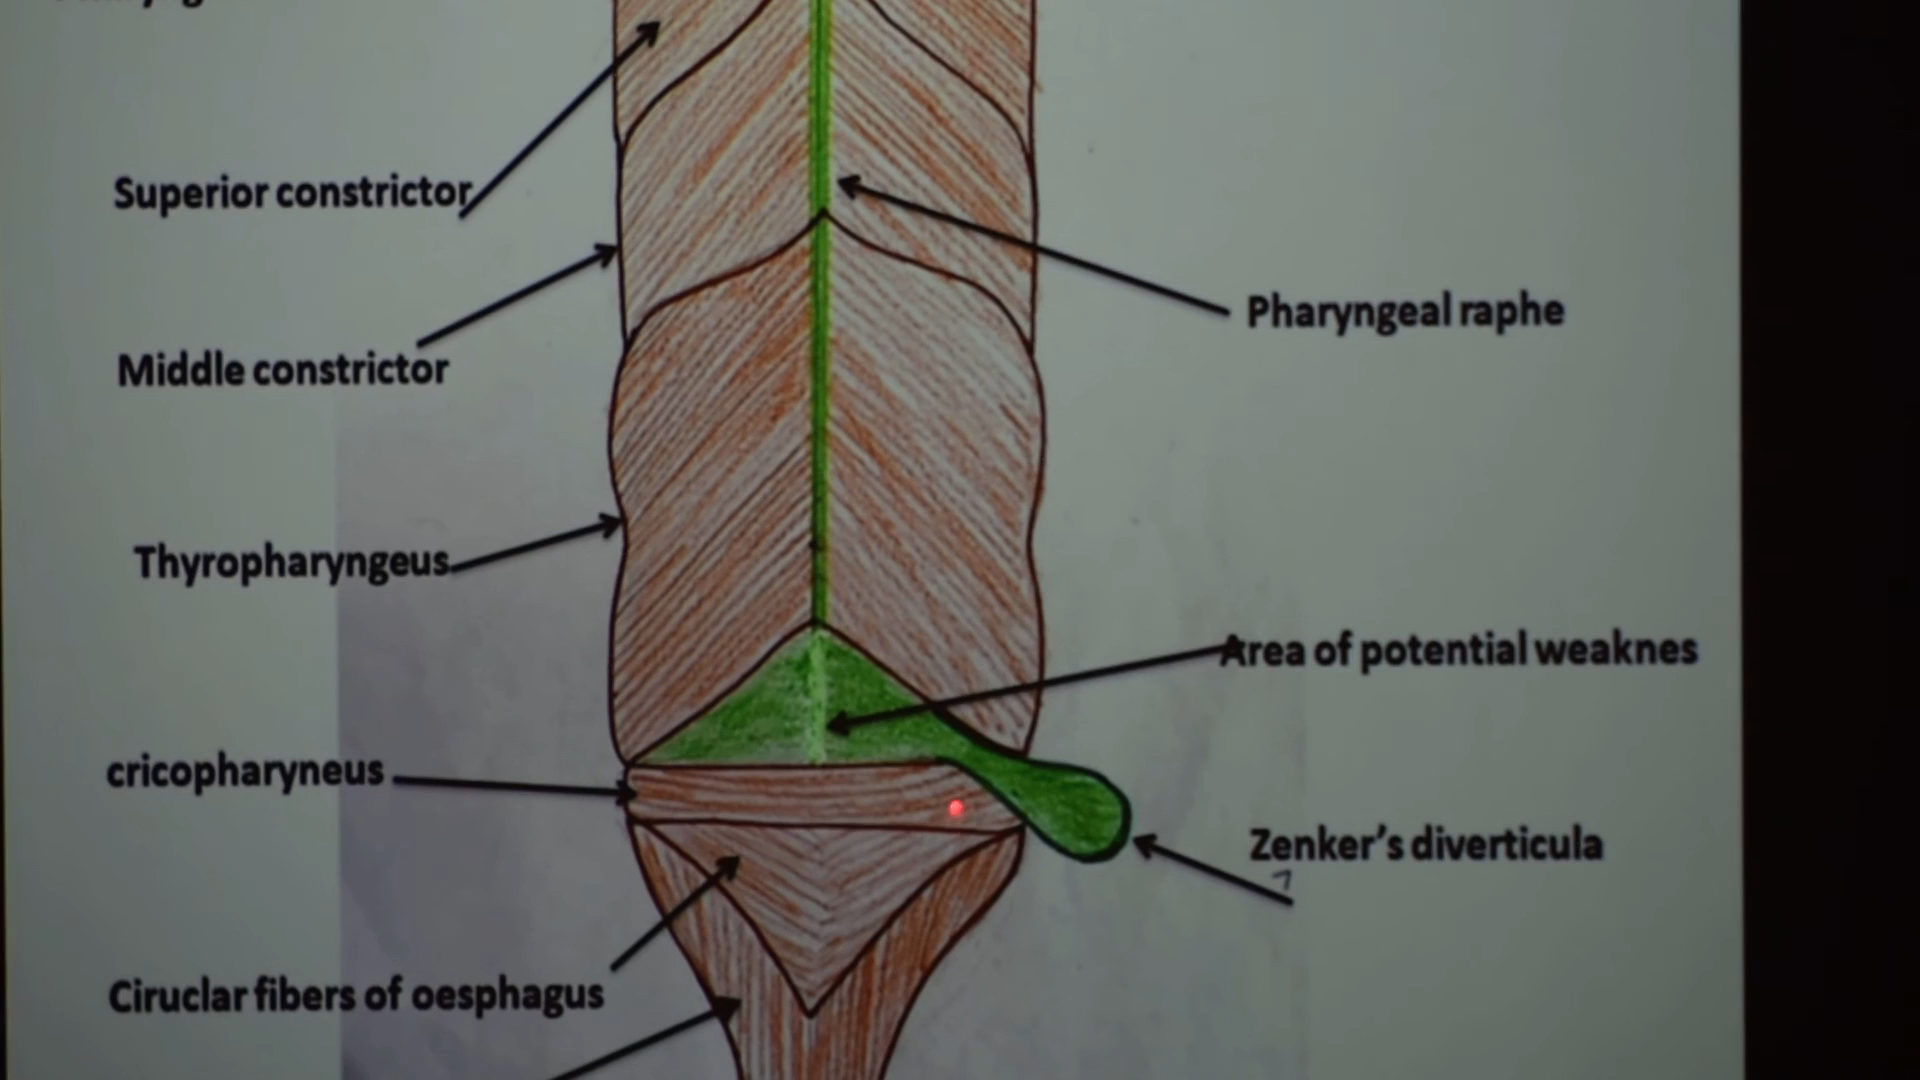 Superior constrictor
Pharyngeal raphe
Middle constrictor
Thyropharyngeus
Area of potential weaknes
cricopharyneus
Zenker's diverticula
Ciruclar fibers of oesphagus